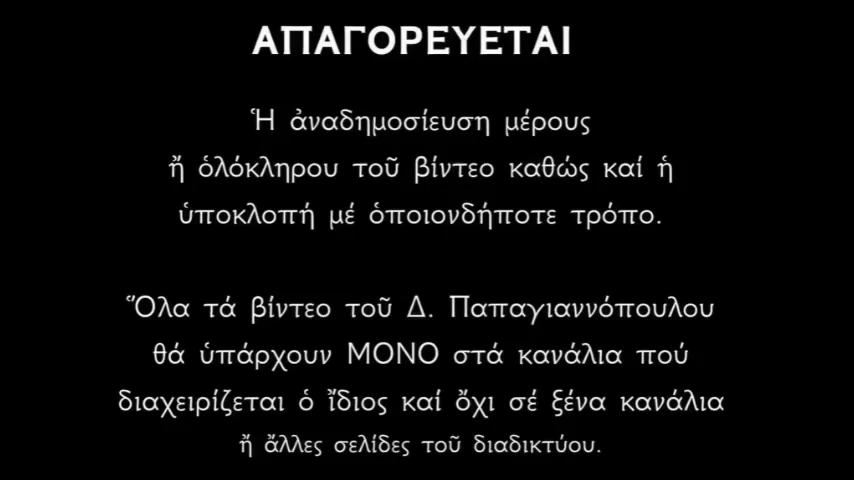 ΑΠΑΓΟΡΕΥΕΤΑΙ
Ἡ ἀναδημοσίευση μέρους
ἤ ὁλόκληρου τοῦ βίντεο καθώς καί ἡ
ὑποκλοπή μέ ὁποιονδήποτε τρόπο.
Ὅλα τά βίντεο τοῦ Δ. Παπαγιαννόπουλου
θά ὑπάρχουν ΜΟΝΟ στά κανάλια πού
διαχειρίζεται ὁ ἴδιος καί ὄχι σέ ξένα κανάλια
ἤ ἄλλες σελίδες τοῦ διαδικτύου.